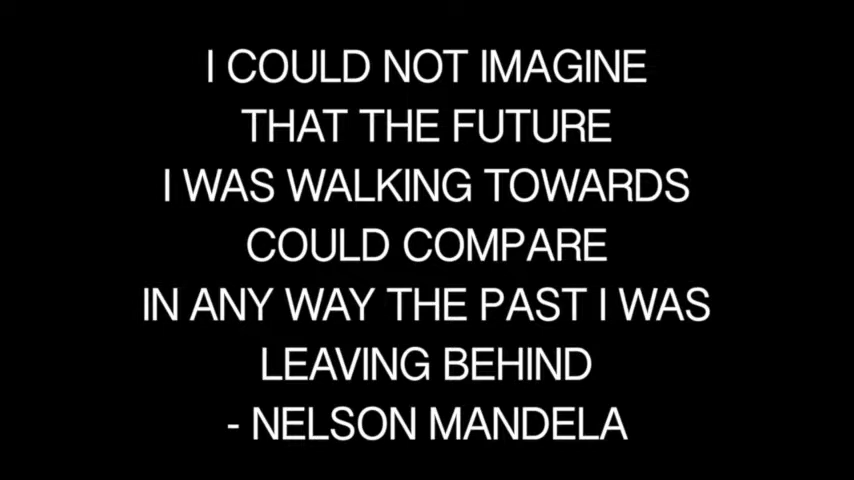 I COULD NOT IMAGINE
THAT THE FUTURE
I WAS WALKING TOWARDS
COULD COMPARE
IN ANY WAY THE PAST I WAS
LEAVING BEHIND
- NELSON MANDELA